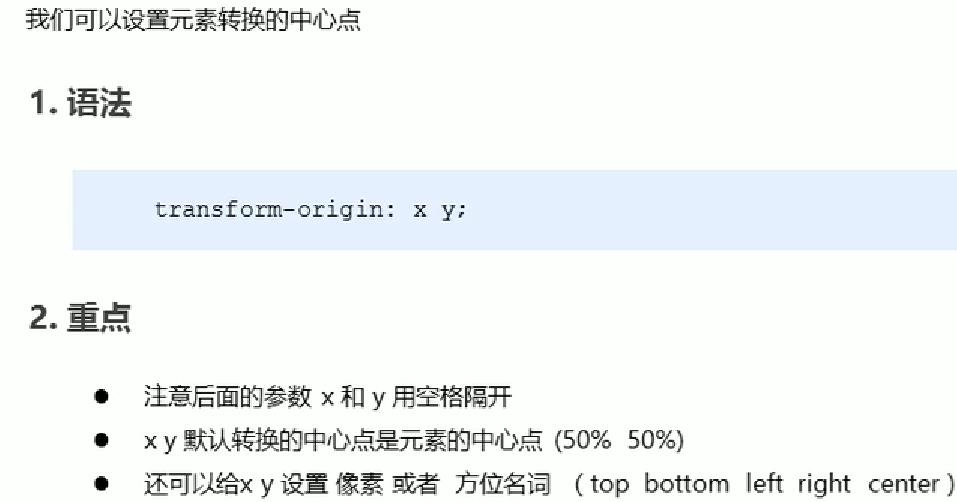 我们可以设置元素转换的中心点
1. 语法
transform-origin: x y;
2. 重点
● 注意后面的参数 x 和 y 用空格隔开
● x y 默认转换的中心点是元素的中心点 (50% 50%)
● 还可以给x y 设置 像素 或者 方位名词 （ top bottom left right center ）